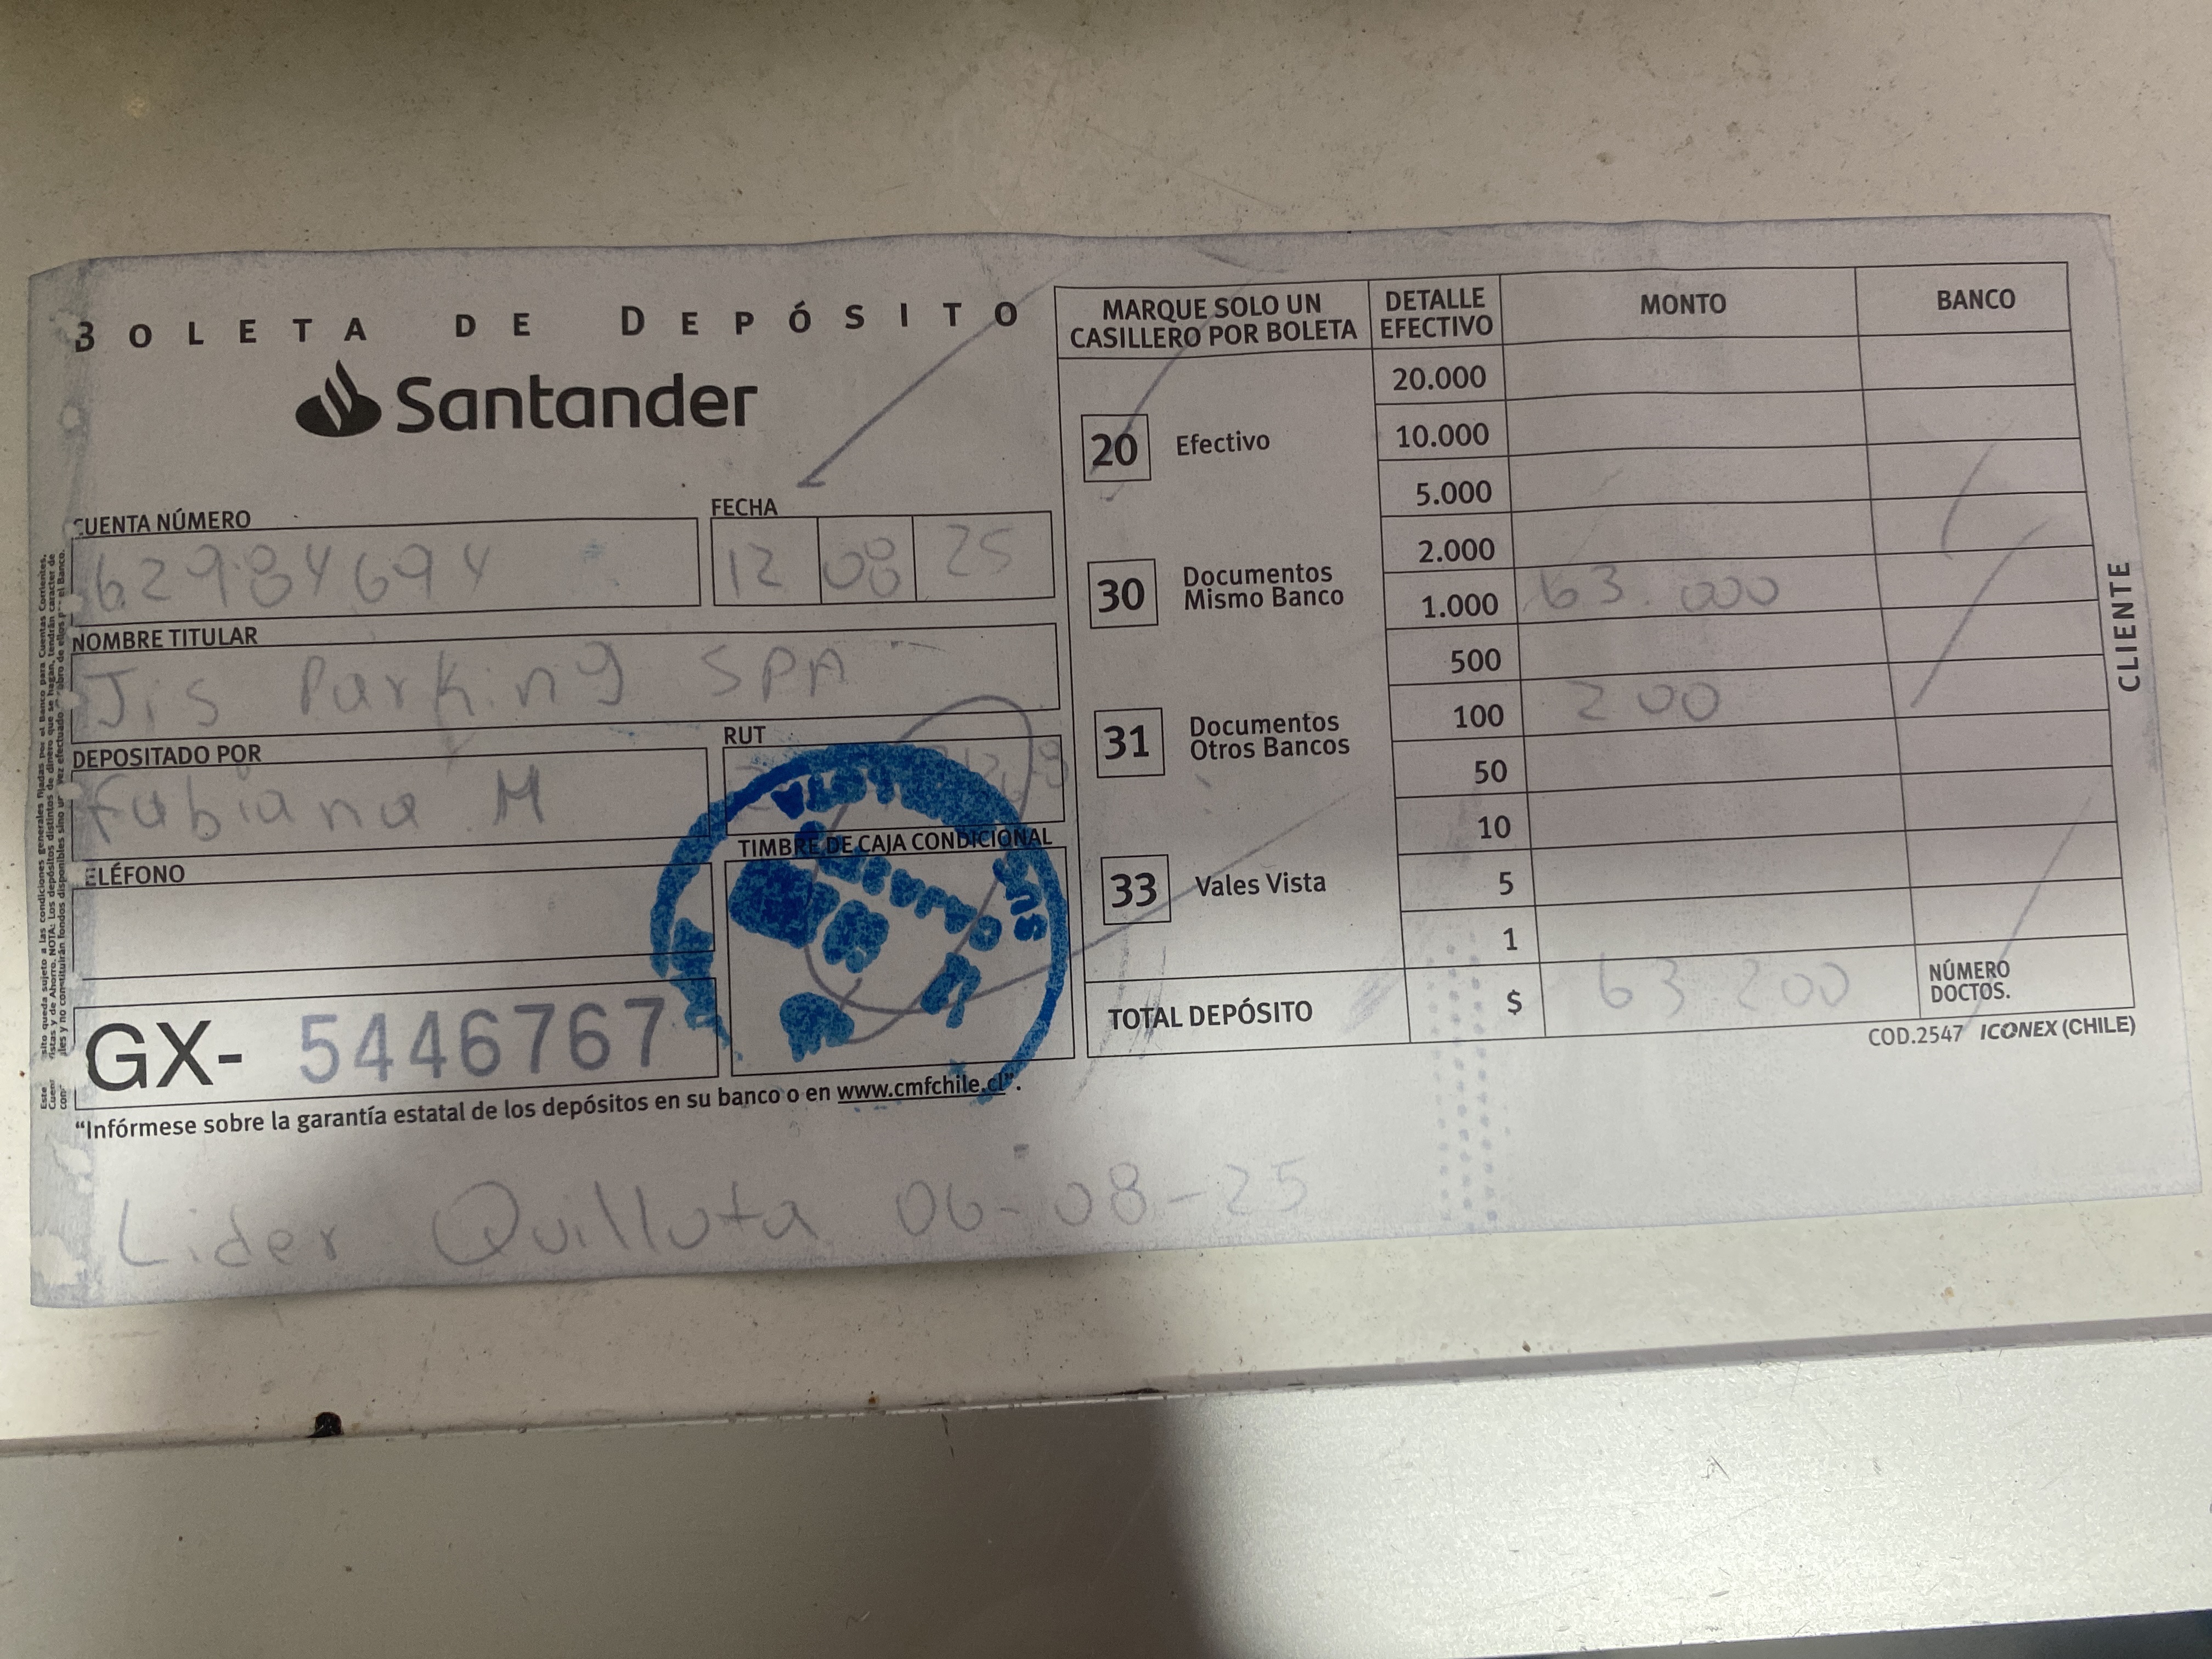 BOLETA DE DEPÓSITO
Santander
CUENTA NÚMERO
62984694
FECHA
12 08 25
NOMBRE TITULAR
Jis Parking SPA
DEPOSITADO POR
Fabiana M
RUT
TELÉFONO
TIMBRE DE CAJA CONDICIONAL
GX- 5446767
“Infórmese sobre la garantía estatal de los depósitos en su banco o en www.cmfchile.cl”.
Lider Quillota 06-08-25
MARQUE SOLO UN CASILLERO POR BOLETA
20 Efectivo
30 Documentos Mismo Banco
31 Documentos Otros Bancos
33 Vales Vista
DETALLE EFECTIVO MONTO BANCO
20.000
10.000
5.000
2.000
1.000 63.000
500
100 200
50
10
5
1
TOTAL DEPÓSITO $ 63 200
NÚMERO DOCTOS.
CLIENTE
COD.2547 ICONEX (CHILE)